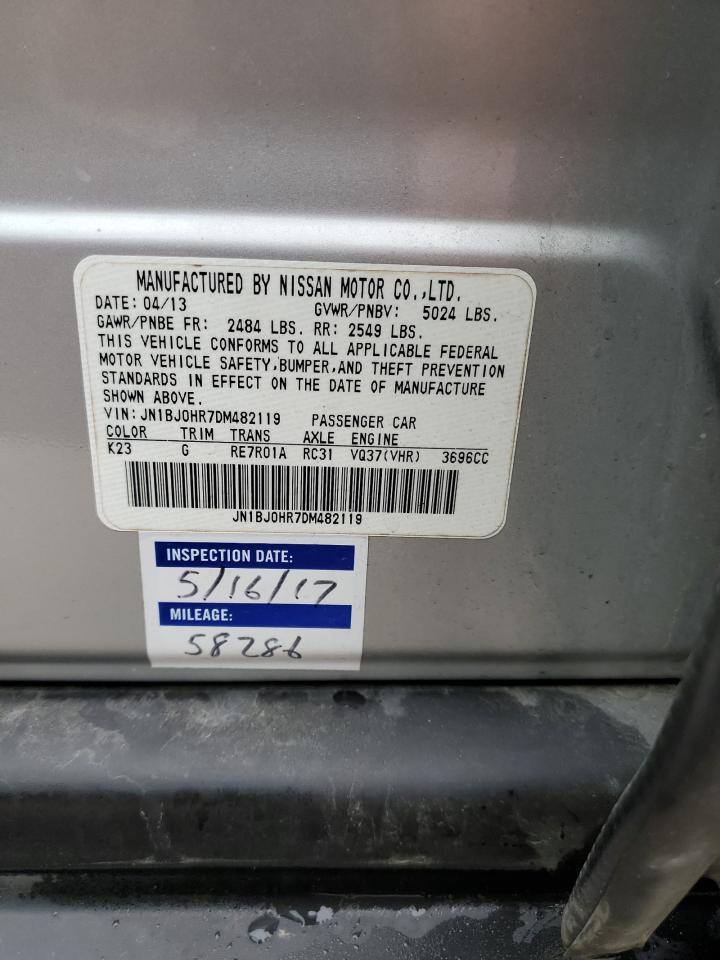 MANUFACTURED BY NISSAN MOTOR CO.,LTD.
DATE: 04/13 GVWR/PNBV: 5024 LBS.
GAWR/PNBE FR: 2484 LBS. RR: 2549 LBS.
THIS VEHICLE CONFORMS TO ALL APPLICABLE FEDERAL
MOTOR VEHICLE SAFETY,BUMPER,AND THEFT PREVENTION
STANDARDS IN EFFECT ON THE DATE OF MANUFACTURE
SHOWN ABOVE.
VIN: JN1BJ0HR7DM482119 PASSENGER CAR
COLOR TRIM TRANS AXLE ENGINE
K23 G RE7R01A RC31 VQ37(VHR) 3696CC
JN1BJ0HR7DM482119
INSPECTION DATE:
5/16/17
MILEAGE:
58286